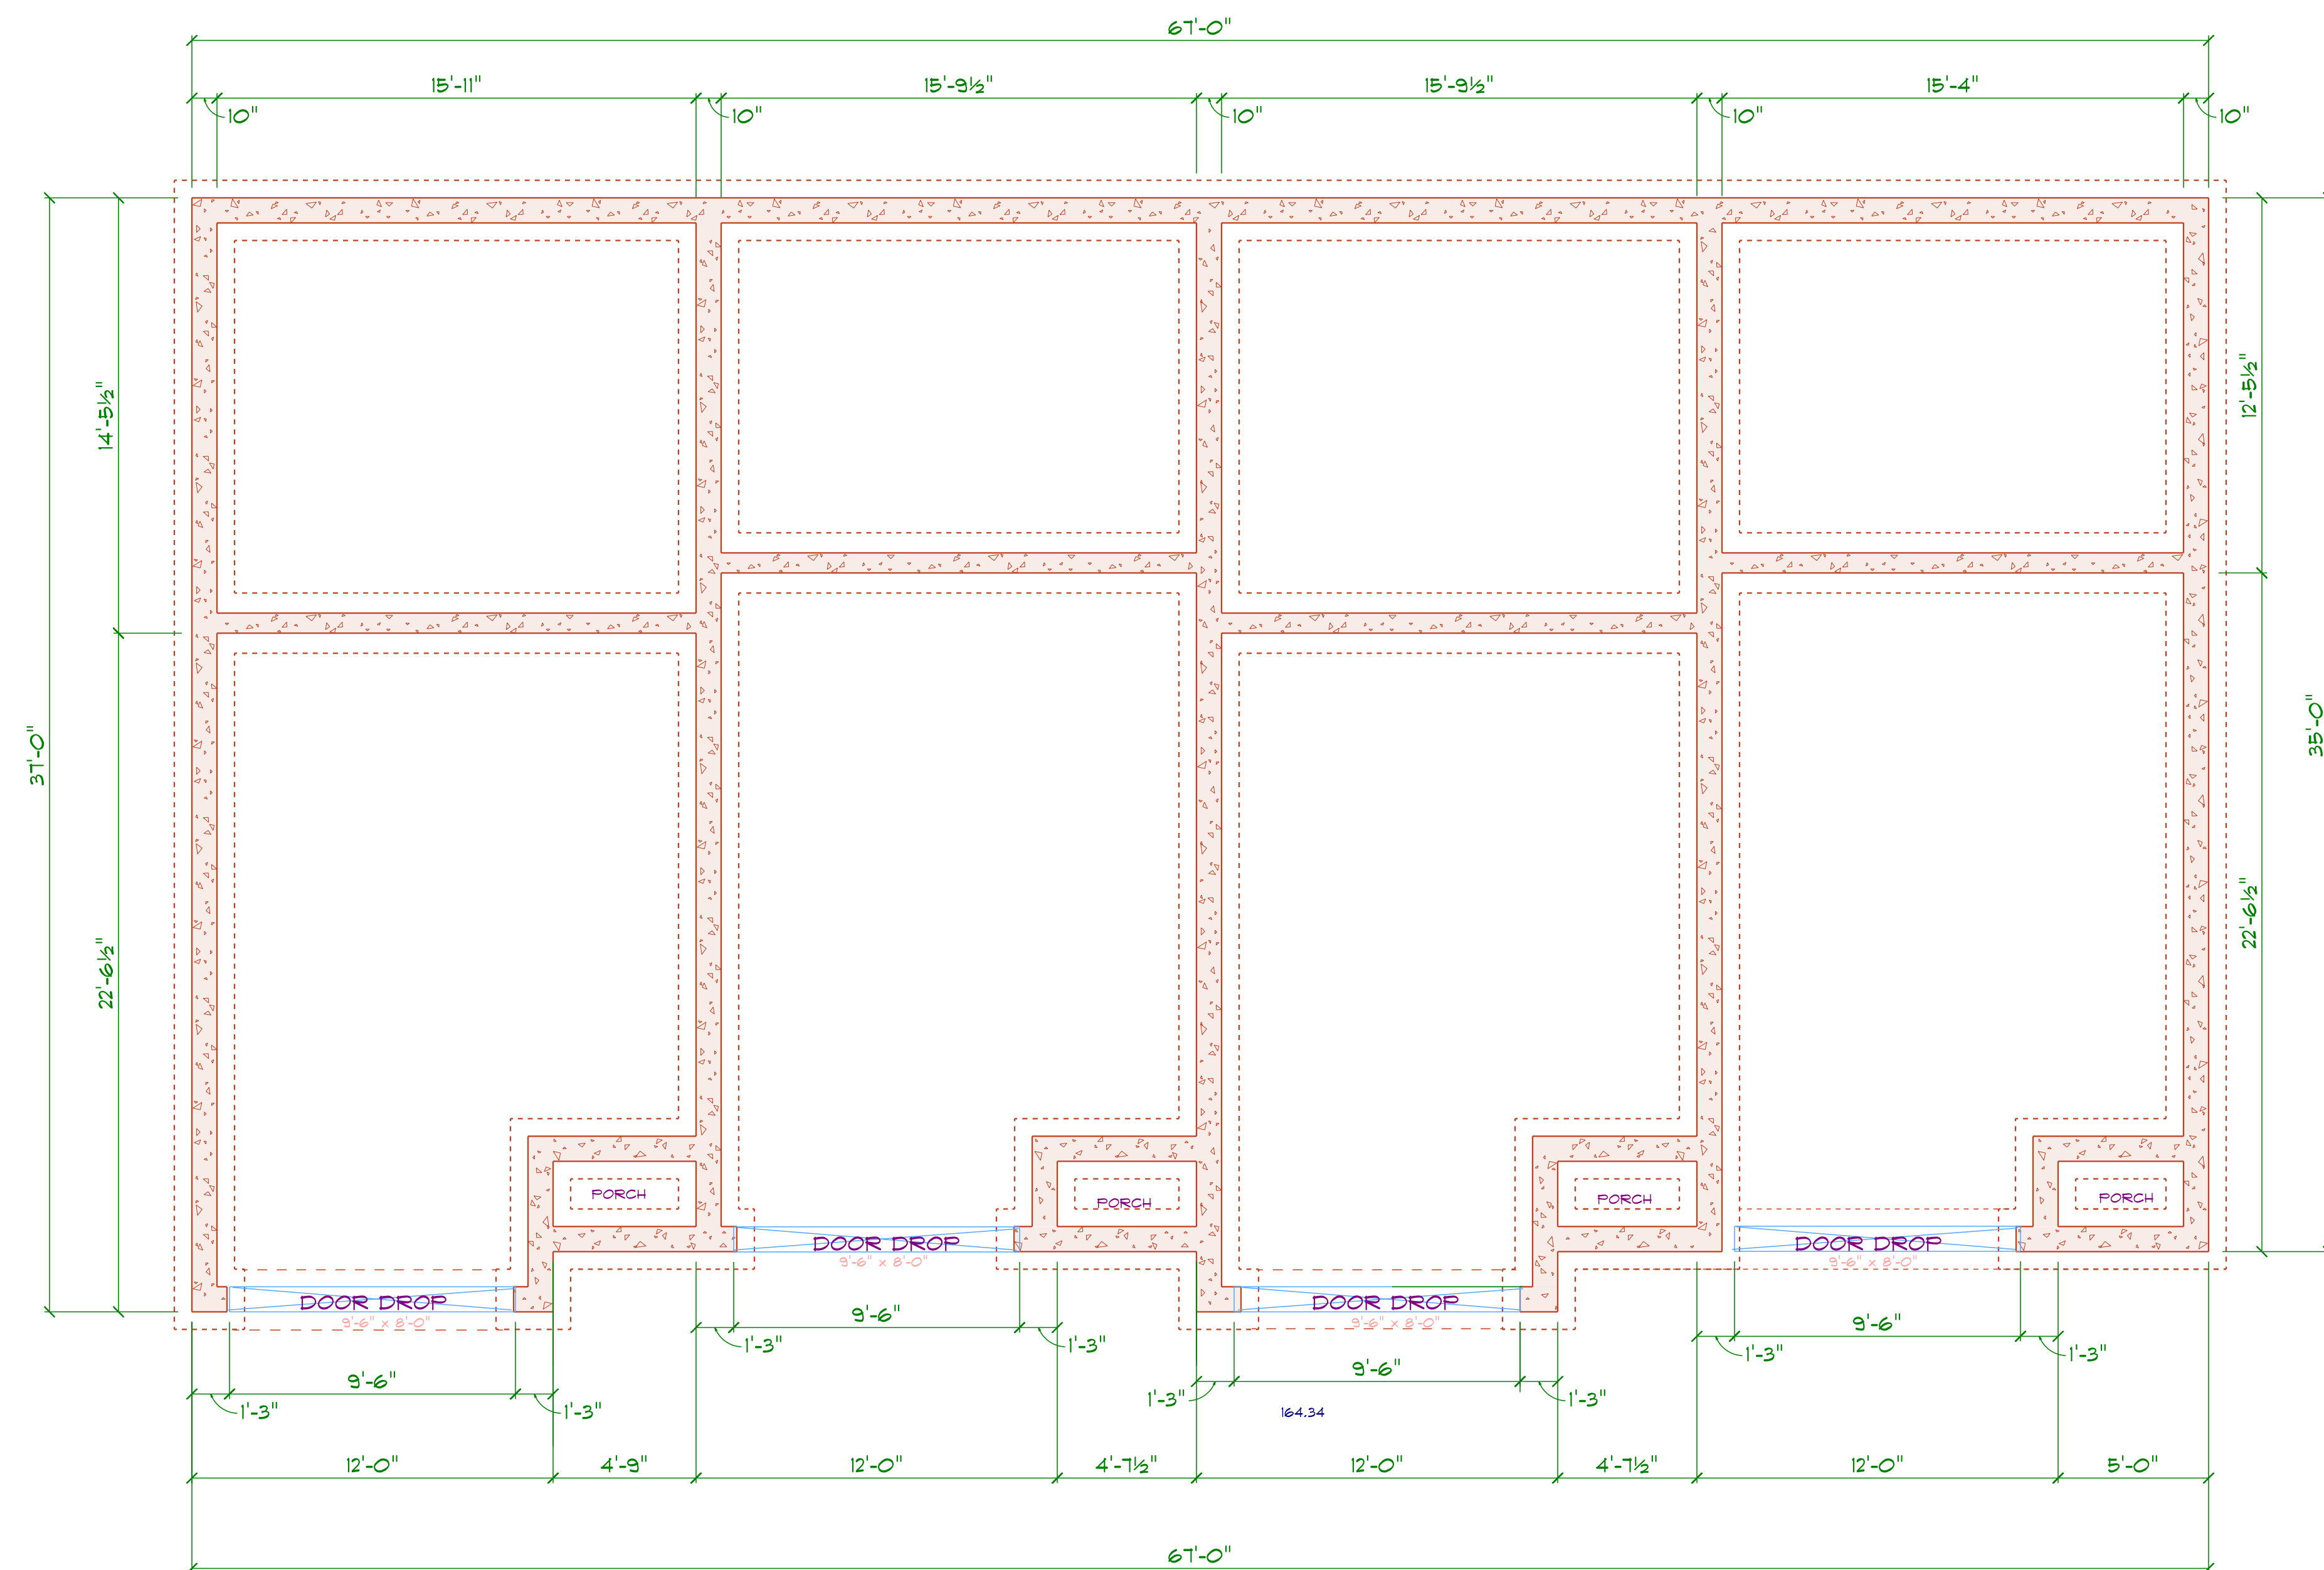 67'-0"
15'-11" 15'-9½" 15'-9½" 15'-4"
10" 10" 10" 10" 10"
14'-5½" 12'-5½"
37'-0" 35'-0"
22'-6½" 22'-6½"
PORCH PORCH PORCH PORCH
DOOR DROP DOOR DROP
9'-6" x 8'-0" 9'-6" x 8'-0"
DOOR DROP DOOR DROP
9'-6" x 8'-0" 9'-6" x 8'-0"
9'-6" 9'-6"
1'-3" 1'-3" 1'-3" 1'-3"
9'-6" 9'-6"
1'-3" 1'-3" 1'-3" 1'-3"
164.34
12'-0" 4'-9" 12'-0" 4'-7½" 12'-0" 4'-7½" 12'-0" 5'-0"
67'-0"